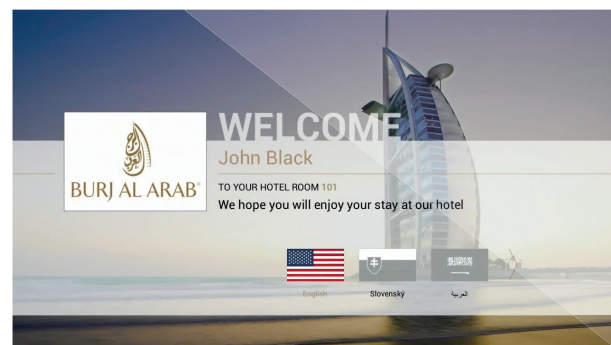 WELCOME
John Black
BURJ AL ARAB®
TO YOUR HOTEL ROOM 101
We hope you will enjoy your stay at our hotel
English
Slovenský
العربية